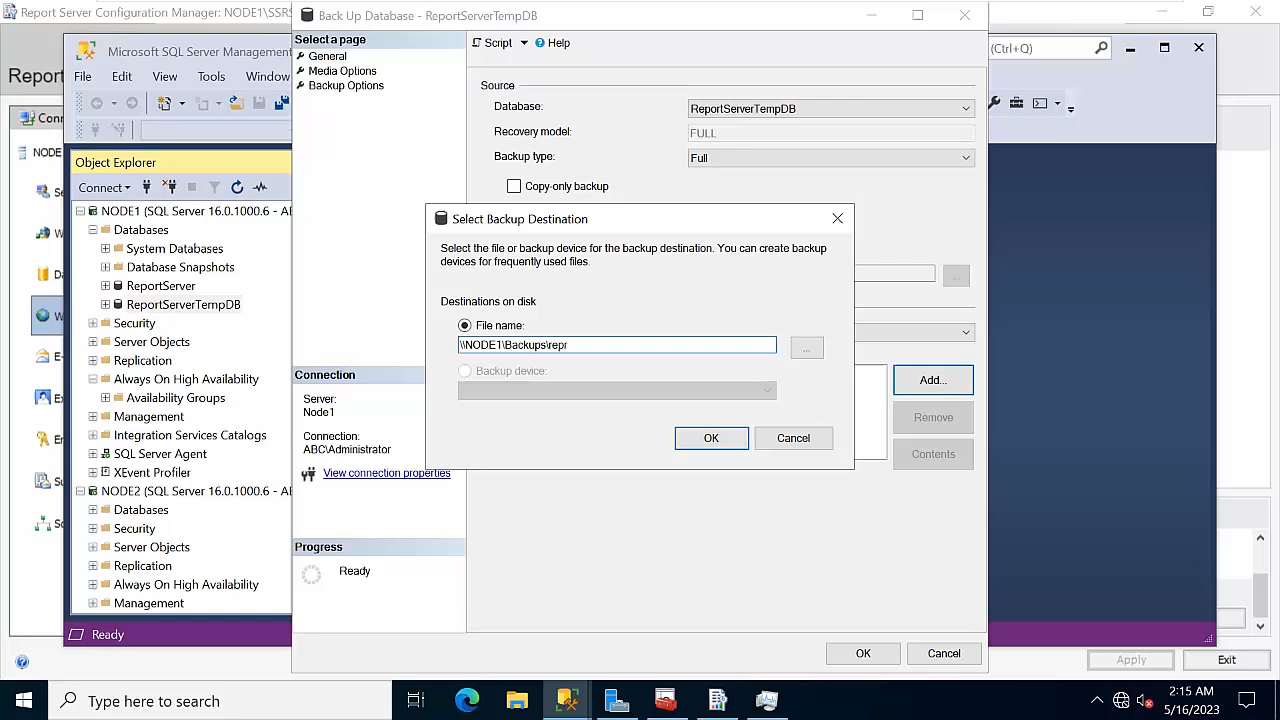 Report Server Configuration Manager: NODE1\SSRS
Back Up Database - ReportServerTempDB
Select a page
General
Media Options
Backup Options
Script
Help
Source
Database:
ReportServerTempDB
Recovery model:
FULL
Backup type:
Full
Copy-only backup
Select Backup Destination
Select the file or backup device for the backup destination. You can create backup
devices for frequently used files.
Destinations on disk
File name:
\\NODE1\Backups\repr
...
Backup device:
OK
Cancel
...
Add...
Remove
Contents
Connection
Server:
Node1
Connection:
ABC\Administrator
View connection properties
Progress
Ready
OK
Cancel
Report
Microsoft SQL Server Management
(Ctrl+Q)
File
Edit
View
Tools
Window
Conn
NODE
Object Explorer
Connect
NODE1 (SQL Server 16.0.1000.6 - AB
Databases
System Databases
Database Snapshots
ReportServer
ReportServerTempDB
Security
Server Objects
Replication
Always On High Availability
Availability Groups
Management
Integration Services Catalogs
SQL Server Agent
XEvent Profiler
NODE2 (SQL Server 16.0.1000.6 - AB
Databases
Security
Server Objects
Replication
Always On High Availability
Management
Ready
Apply
Exit
Type here to search
2:15 AM
5/16/2023